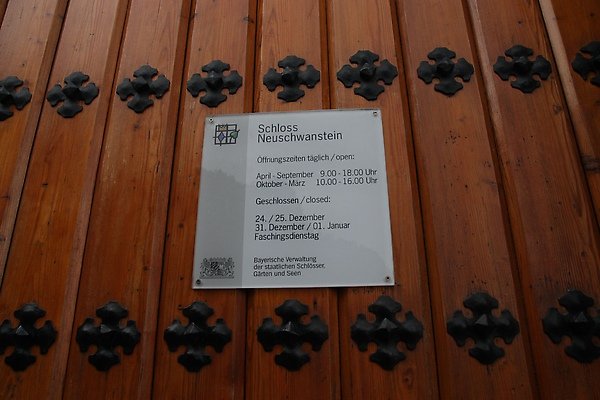 Schloss
Neuschwanstein
Öffnungszeiten täglich / open:
April - September 9.00 - 18.00 Uhr
Oktober - März 10.00 - 16.00 Uhr
Geschlossen / closed:
24. / 25. Dezember
31. Dezember / 01. Januar
Faschingsdienstag
Bayerische Verwaltung
der staatlichen Schlösser,
Gärten und Seen